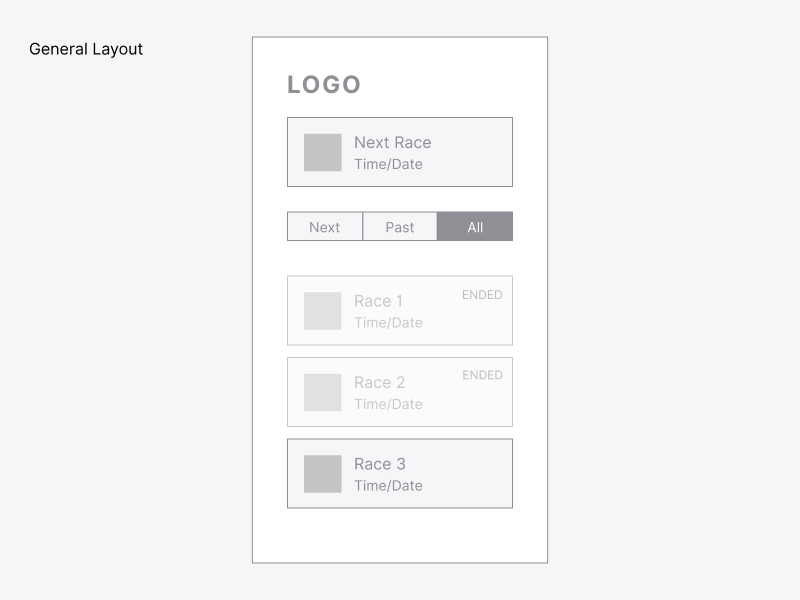 General Layout
LOGO
Next Race
Time/Date
Next Past All
Race 1 ENDED
Time/Date
Race 2 ENDED
Time/Date
Race 3
Time/Date